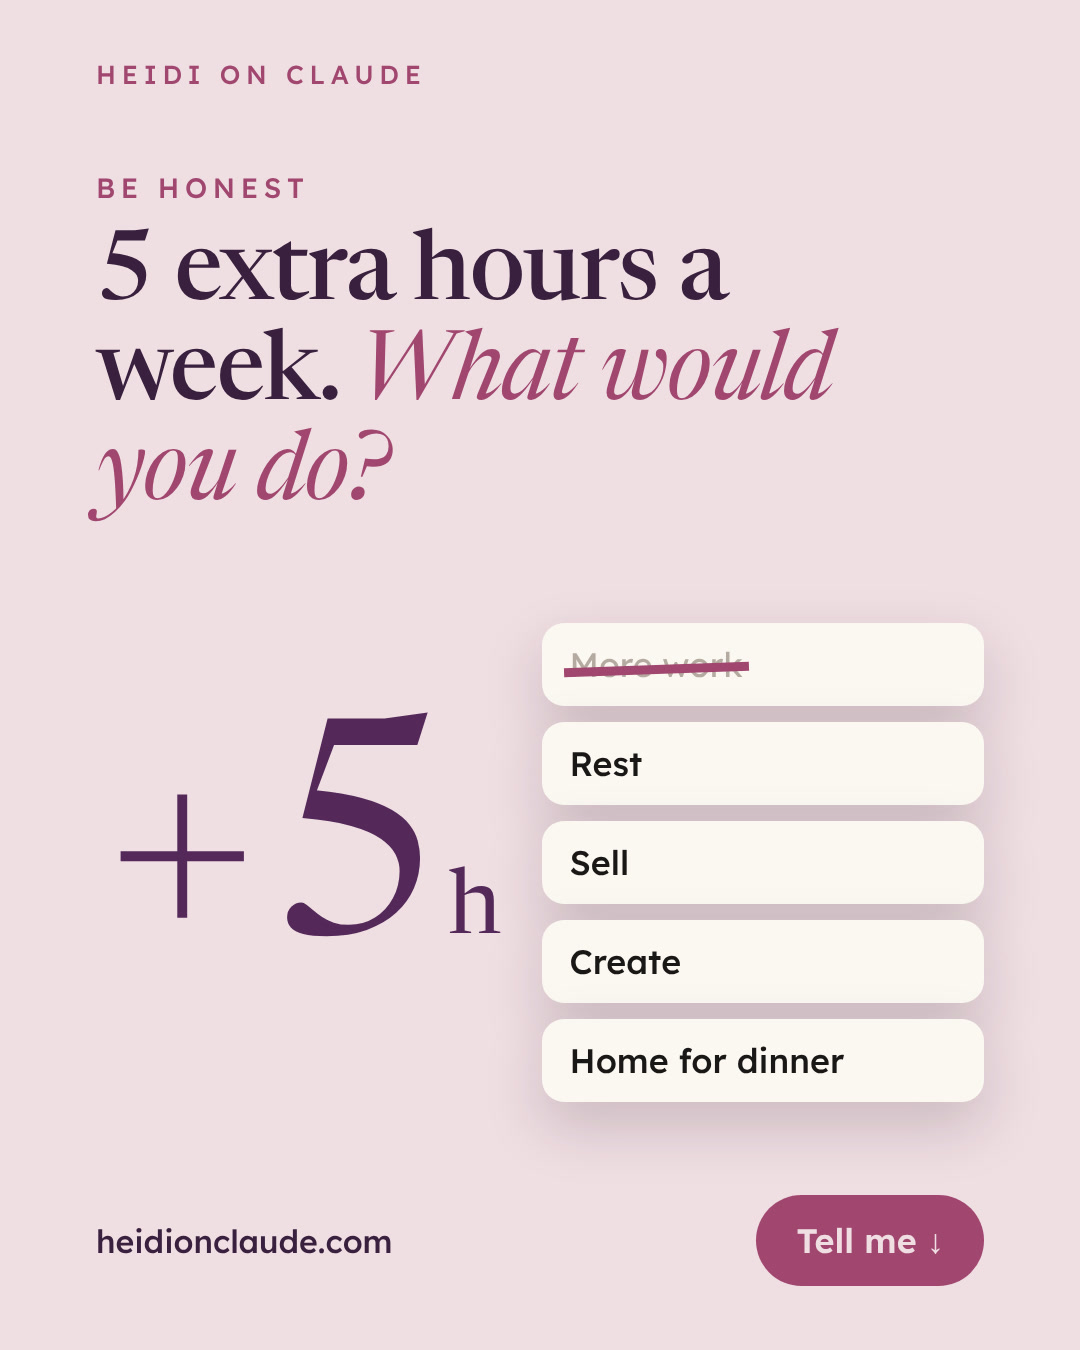 HEIDI ON CLAUDE
BE HONEST
5 extra hours a
week. What would
you do?
+5h
More work
Rest
Sell
Create
Home for dinner
heidionclaude.com
Tell me ↓